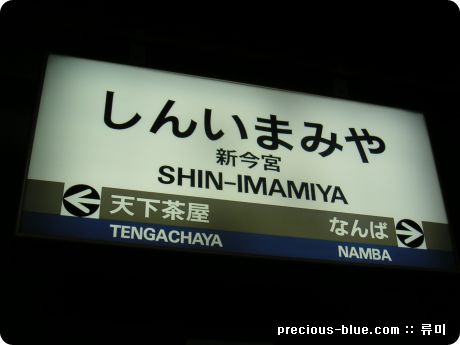 しんいまみや
新今宮
SHIN-IMAMIYA
天下茶屋
TENGACHAYA
なんば
NAMBA
precious-blue.com :: 류미